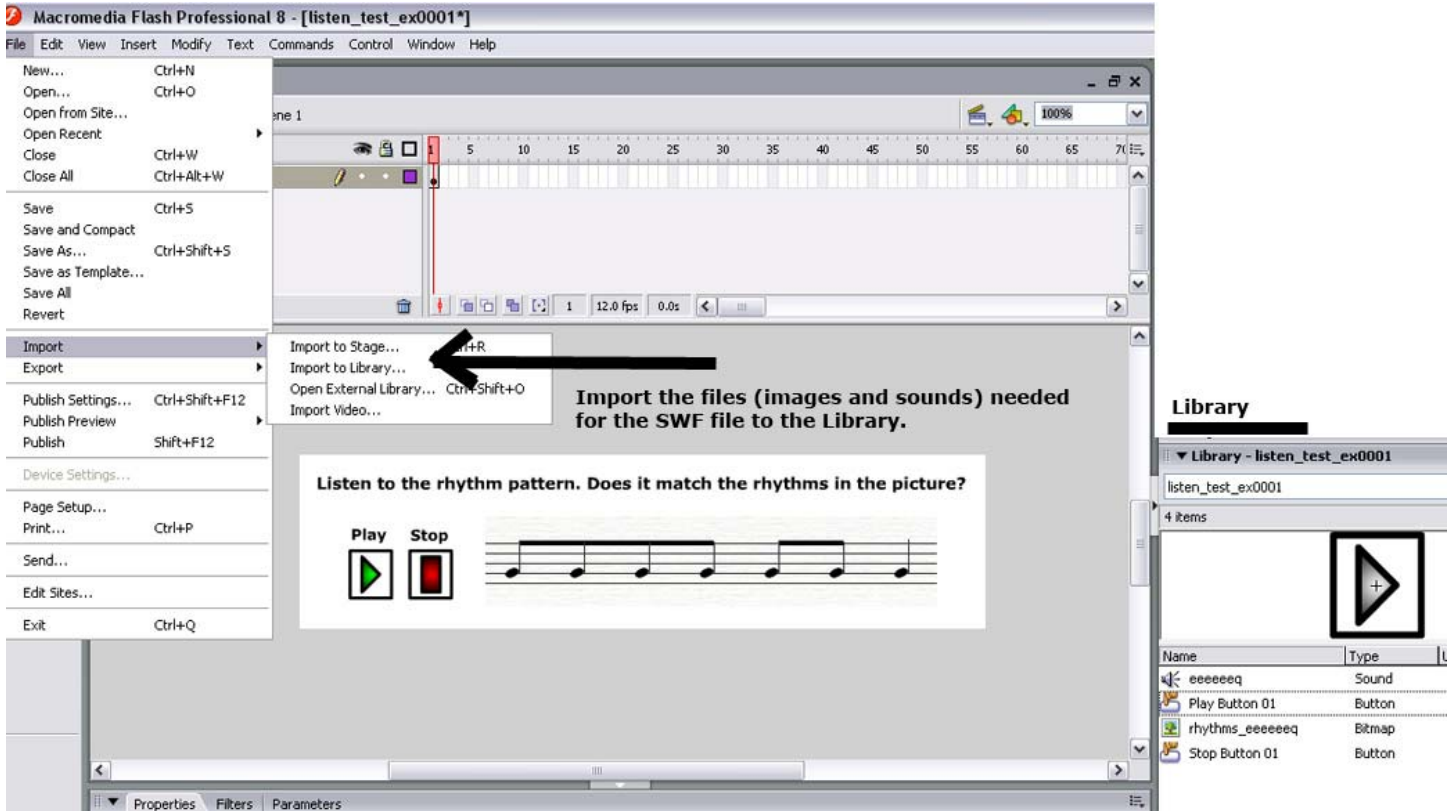 Macromedia Flash Professional 8 - [listen_test_ex0001*]
File Edit View Insert Modify Text Commands Control Window Help
New... Ctrl+N
Open... Ctrl+O
Open from Site...
Open Recent
Close Ctrl+W
Close All Ctrl+Alt+W
Save Ctrl+S
Save and Compact
Save As... Ctrl+Shift+S
Save as Template...
Save All
Revert
Import
Export
Publish Settings... Ctrl+Shift+F12
Publish Preview
Publish Shift+F12
Device Settings...
Page Setup...
Print... Ctrl+P
Send...
Edit Sites...
Exit Ctrl+Q
ene 1
100%
1 5 10 15 20 25 30 35 40 45 50 55 60 65 70
1 12.0 fps 0.0s
Import to Stage...
Import to Library...
Open External Library... Ctrl+Shift+O
Import Video...
Import the files (images and sounds) needed
for the SWF file to the Library.
Listen to the rhythm pattern. Does it match the rhythms in the picture?
Play Stop
Properties Filters Parameters
Library
Library - listen_test_ex0001
listen_test_ex0001
4 items
Name Type
eeeeeeq Sound
Play Button 01 Button
rhythms_eeeeeeq Bitmap
Stop Button 01 Button